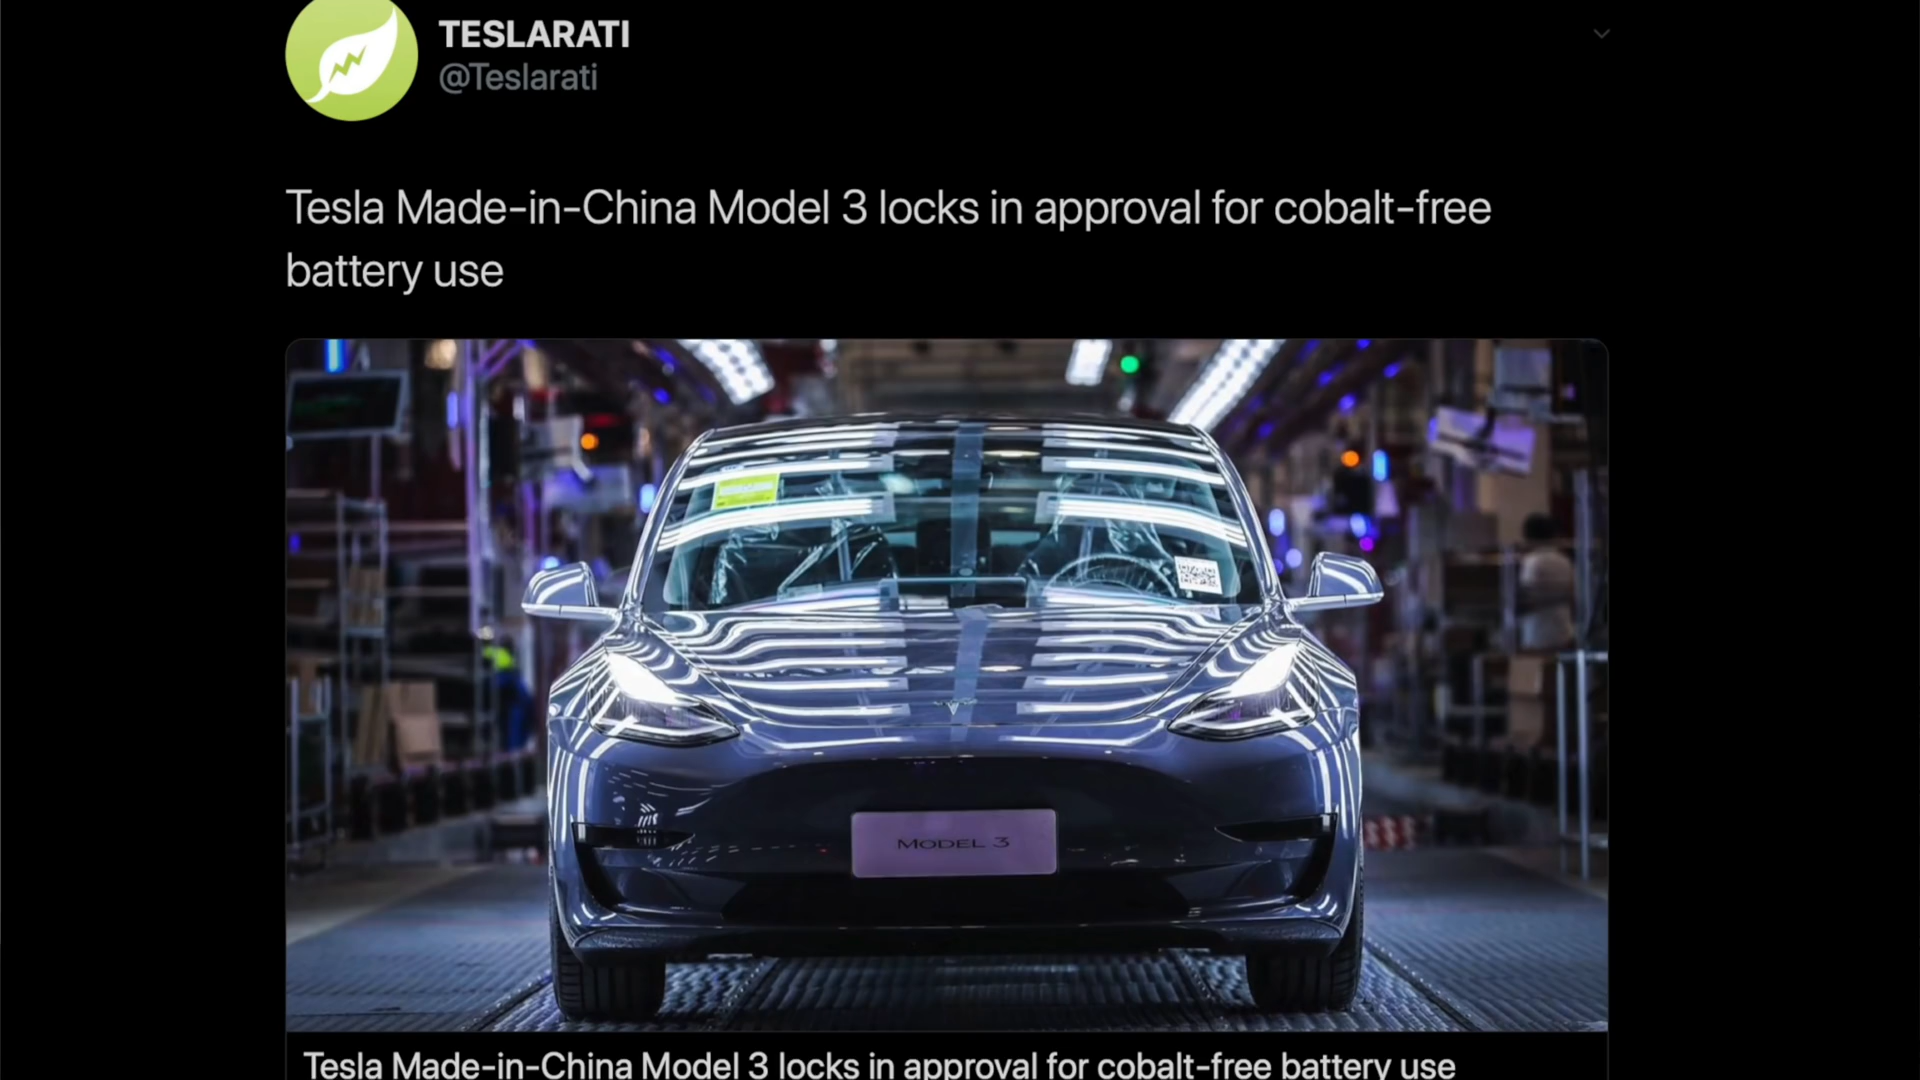 TESLARATI
@Teslarati
Tesla Made-in-China Model 3 locks in approval for cobalt-free
battery use
MODEL 3
Tesla Made-in-China Model 3 locks in approval for cobalt-free battery use